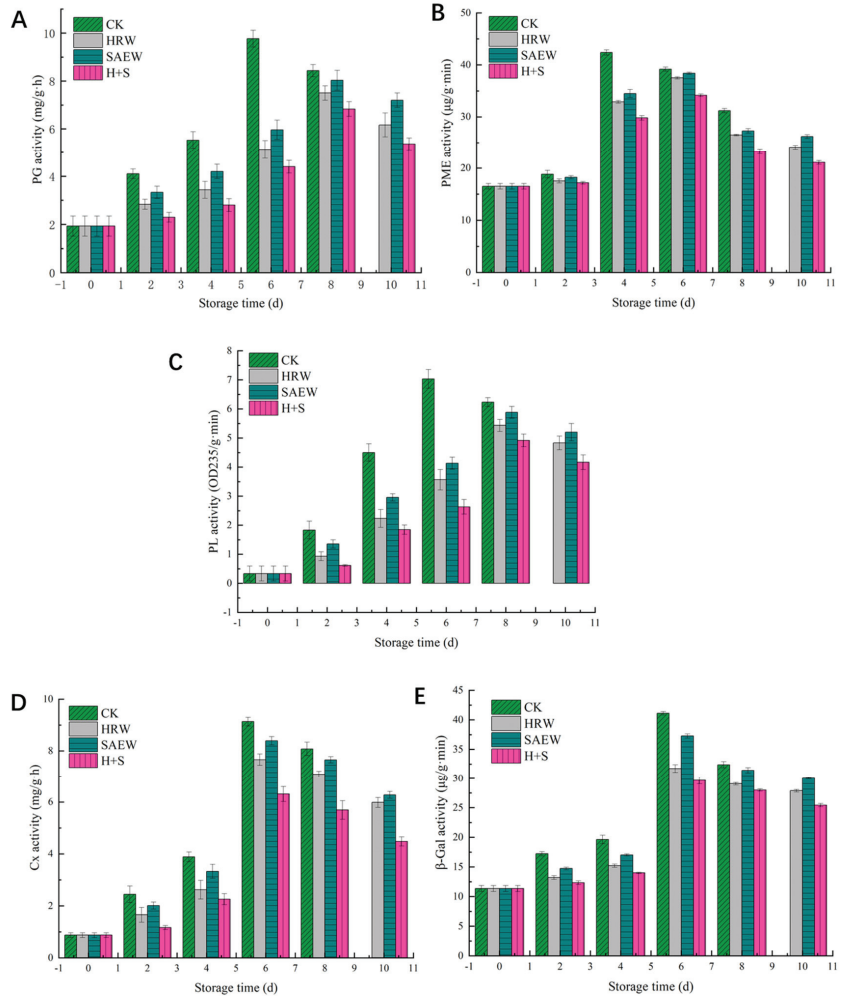 A
PG activity (mg/g·h)
10
8
6
4
2
0
CK
HRW
SAEW
H+S
-1 0 1 2 3 4 5 6 7 8 9 10 11
Storage time (d)
B
PME activity (μg/g·min)
50
40
30
20
10
0
CK
HRW
SAEW
H+S
-1 0 1 2 3 4 5 6 7 8 9 10 11
Storage time (d)
C
PL activity (OD235/g·min)
8
7
6
5
4
3
2
1
0
-1
CK
HRW
SAEW
H+S
-1 0 1 2 3 4 5 6 7 8 9 10 11
Storage time (d)
D
Cx activity (mg/g·h)
10
8
6
4
2
0
CK
HRW
SAEW
H+S
-1 0 1 2 3 4 5 6 7 8 9 10 11
Storage time (d)
E
β-Gal activity (μg/g·min)
45
40
35
30
25
20
15
10
5
0
CK
HRW
SAEW
H+S
-1 0 1 2 3 4 5 6 7 8 9 10 11
Storage time (d)